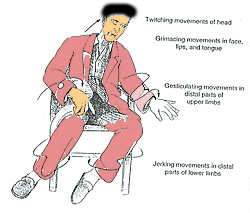 Twitching movements of head
Grimacing movements in face,
lips, and tongue
Gesticulating movements in
distal parts of
upper limbs
Jerking movements in distal
parts of lower limbs